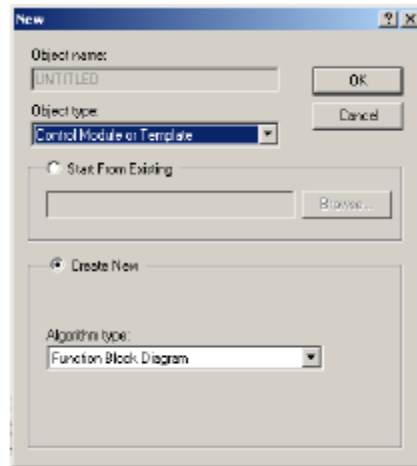 New
Object name:
UNTITLED
OK
Object type:
Cancel
Control Module or Template
Start From Existing
Browse...
Create New
Algorithm type:
Function Block Diagram